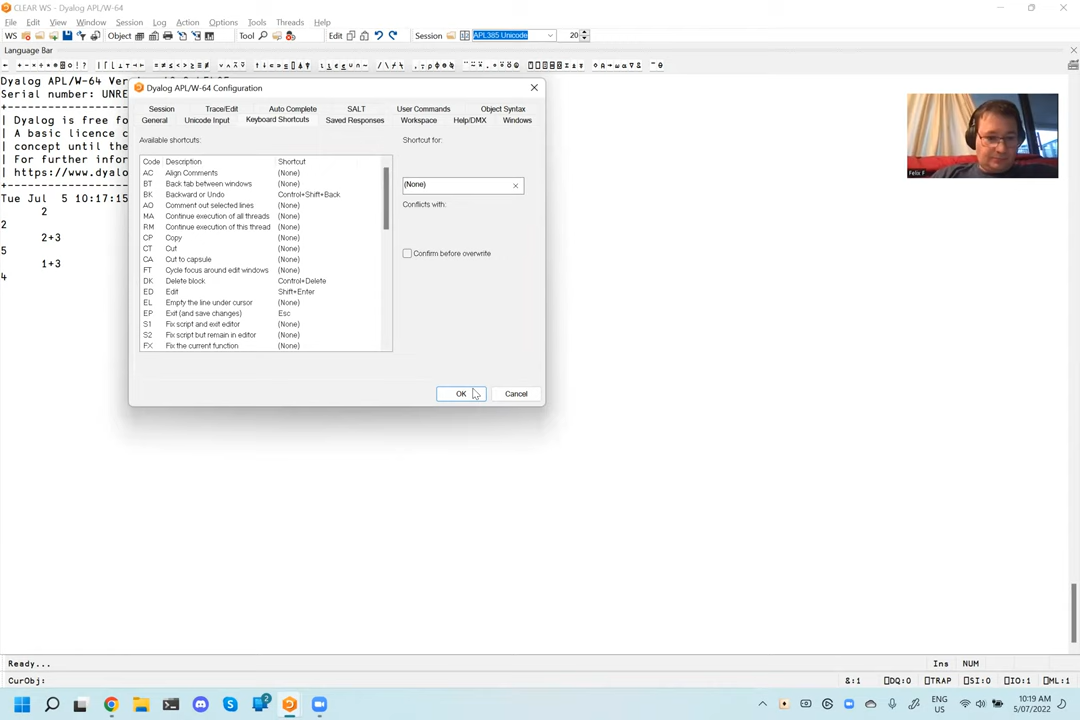 CLEAR WS - Dyalog APL/W-64
File Edit View Window Session Log Action Options Tools Threads Help
WS Object Tool Edit Session APL385 Unicode 20
Language Bar
Dyalog APL/W-64 Ver
Serial number: UNRE
| Dyalog is free fo
| A basic licence c
| concept until the
| For further infor
| https://www.dyalo
Tue Jul 5 10:17:15
2
2
2+3
5
1+3
4
Dyalog APL/W-64 Configuration
Session Trace/Edit Auto Complete SALT User Commands Object Syntax
General Unicode Input Keyboard Shortcuts Saved Responses Workspace Help/DMX Windows
Available shortcuts:
Code Description Shortcut
AC Align Comments (None)
BT Back tab between windows (None)
BK Backward or Undo Control+Shift+Back
AO Comment out selected lines (None)
MA Continue execution of all threads (None)
RM Continue execution of this thread (None)
CP Copy (None)
CT Cut (None)
CA Cut to capsule (None)
FT Cycle focus around edit windows (None)
DK Delete block Control+Delete
ED Edit Shift+Enter
EL Empty the line under cursor (None)
EP Exit (and save changes) Esc
S1 Fix script and exit editor (None)
S2 Fix script but remain in editor (None)
FX Fix the current function (None)
Shortcut for:
(None)
Conflicts with:
Confirm before overwrite
OK Cancel
Felix F
Ready... Ins NUM
CurObj: &:1 ⎕DQ:0 ⎕TRAP ⎕SI:0 ⎕IO:1 ⎕ML:1
ENG
US
10:19 AM
5/07/2022